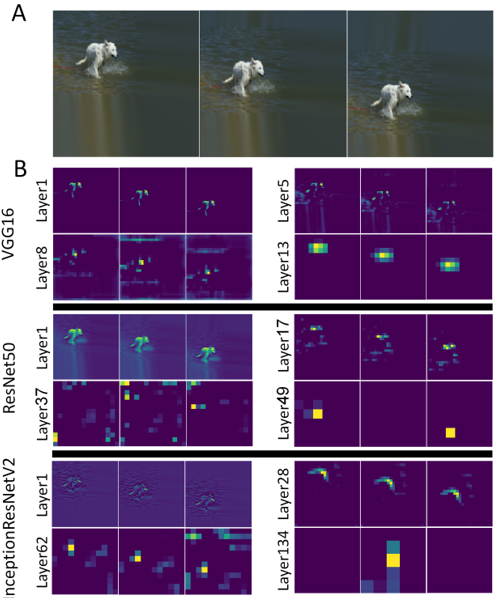 A
B
VGG16
Layer1
Layer5
Layer8
Layer13
ResNet50
Layer1
Layer17
Layer37
Layer49
InceptionResNetV2
Layer1
Layer28
Layer62
Layer134